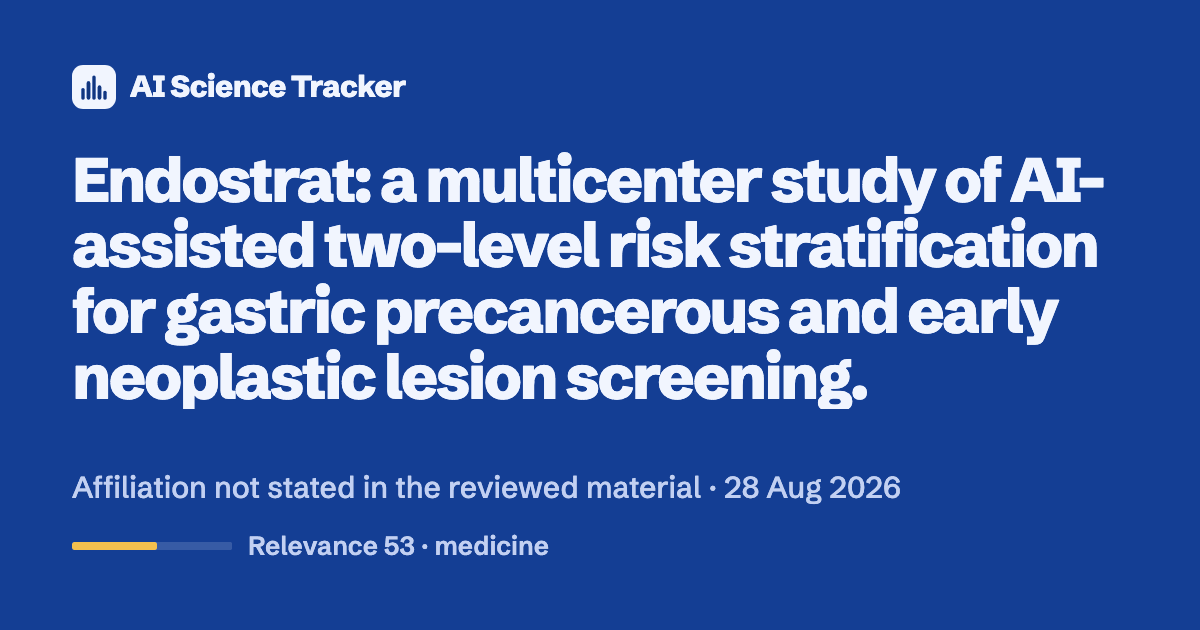 AI Science Tracker
Endostrat: a multicenter study of AI-
assisted two-level risk stratification
for gastric precancerous and early
neoplastic lesion screening.
Affiliation not stated in the reviewed material · 28 Aug 2026
Relevance 53 · medicine